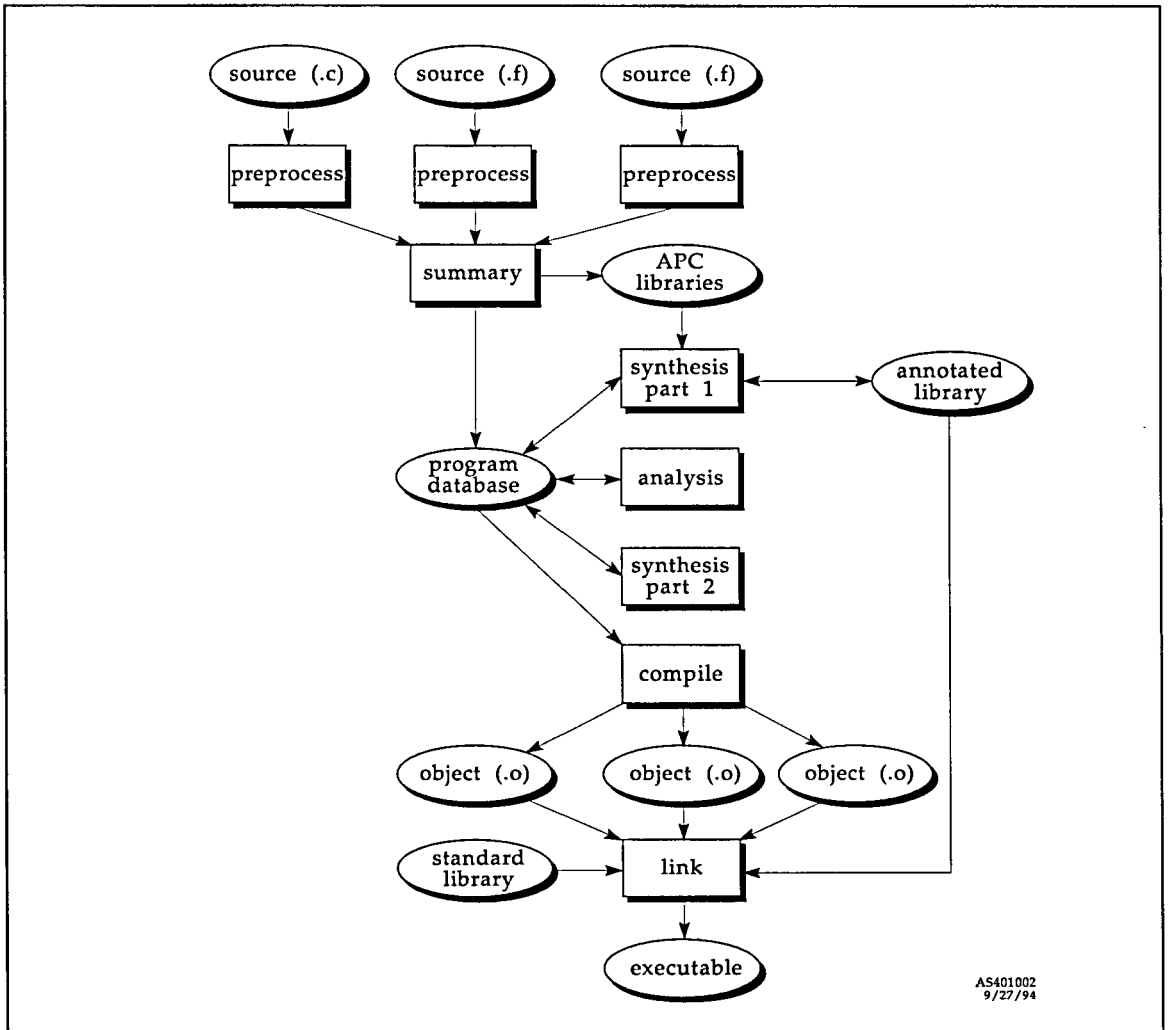 source (.c)
source (.f)
source (.f)
preprocess
preprocess
preprocess
summary
APC
libraries
synthesis
part 1
annotated
library
program
database
analysis
synthesis
part 2
compile
object (.o)
object (.o)
object (.o)
standard
library
link
executable
AS401002
9/27/94